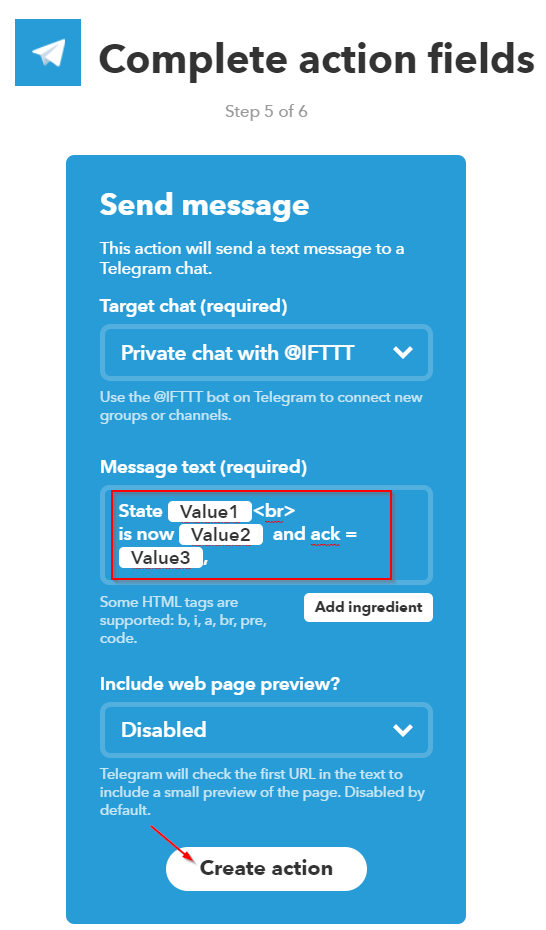 Complete action fields
Step 5 of 6
Send message
This action will send a text message to a
Telegram chat.
Target chat (required)
Private chat with @IFTTT
Use the @IFTTT bot on Telegram to connect new
groups or channels.
Message text (required)
State Value1 <br>
is now Value2 and ack =
Value3,
Some HTML tags are
supported: b, i, a, br, pre,
code.
Add ingredient
Include web page preview?
Disabled
Telegram will check the first URL in the text to
include a small preview of the page. Disabled by
default.
Create action